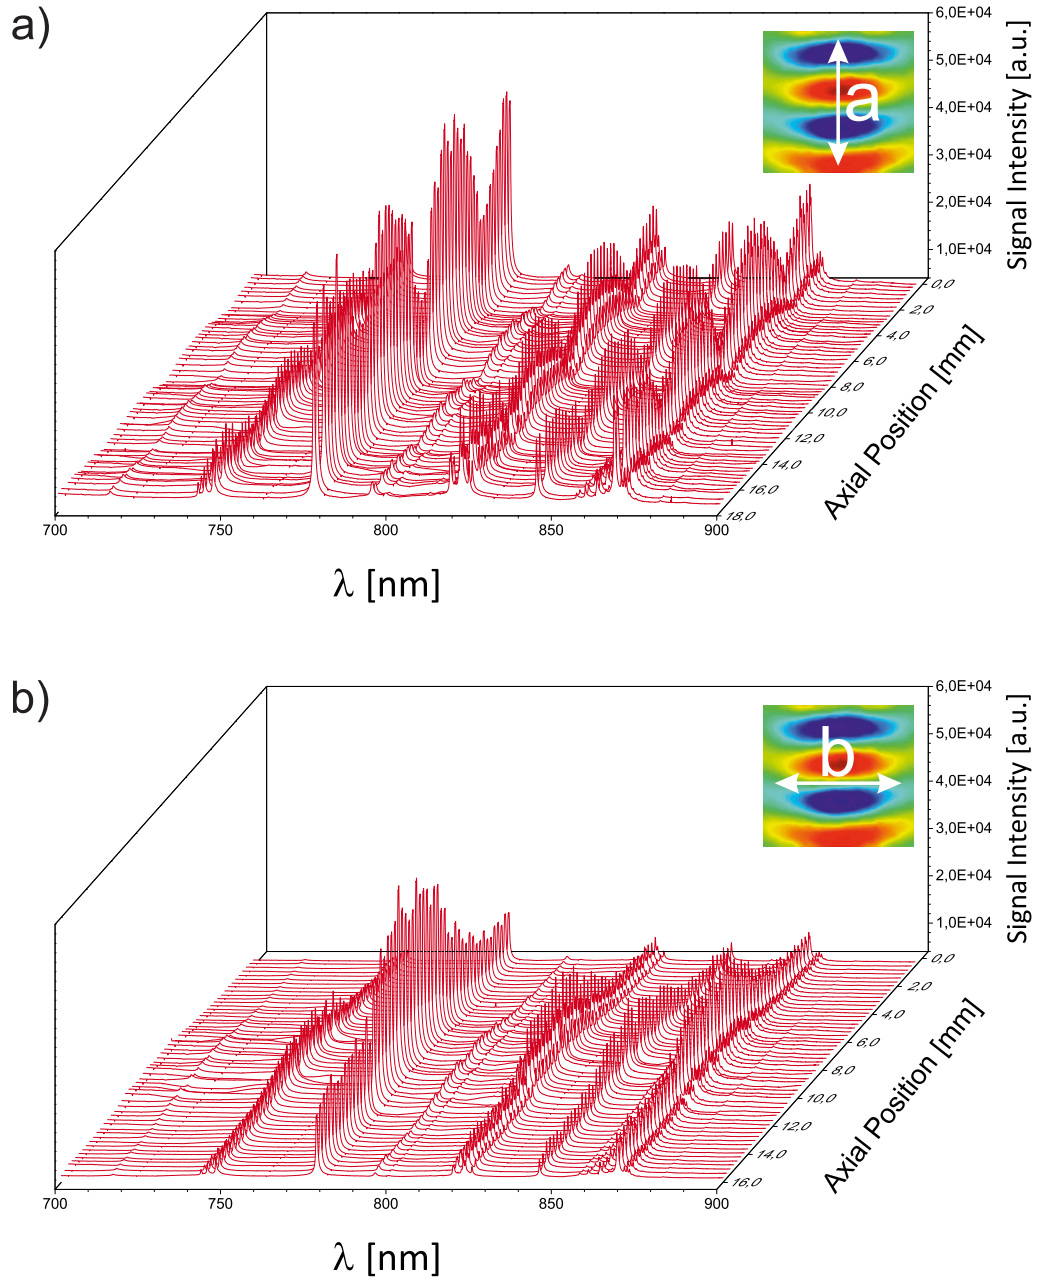 a)
6,0E+04
5,0E+04
4,0E+04
3,0E+04
2,0E+04
1,0E+04
Signal Intensity [a.u.]
a
0,0
2,0
4,0
6,0
8,0
10,0
12,0
14,0
16,0
18,0
Axial Position [mm]
700 750 800 850 900
λ [nm]
b)
6,0E+04
5,0E+04
4,0E+04
3,0E+04
2,0E+04
1,0E+04
Signal Intensity [a.u.]
b
0,0
2,0
4,0
6,0
8,0
10,0
12,0
14,0
16,0
Axial Position [mm]
700 750 800 850 900
λ [nm]